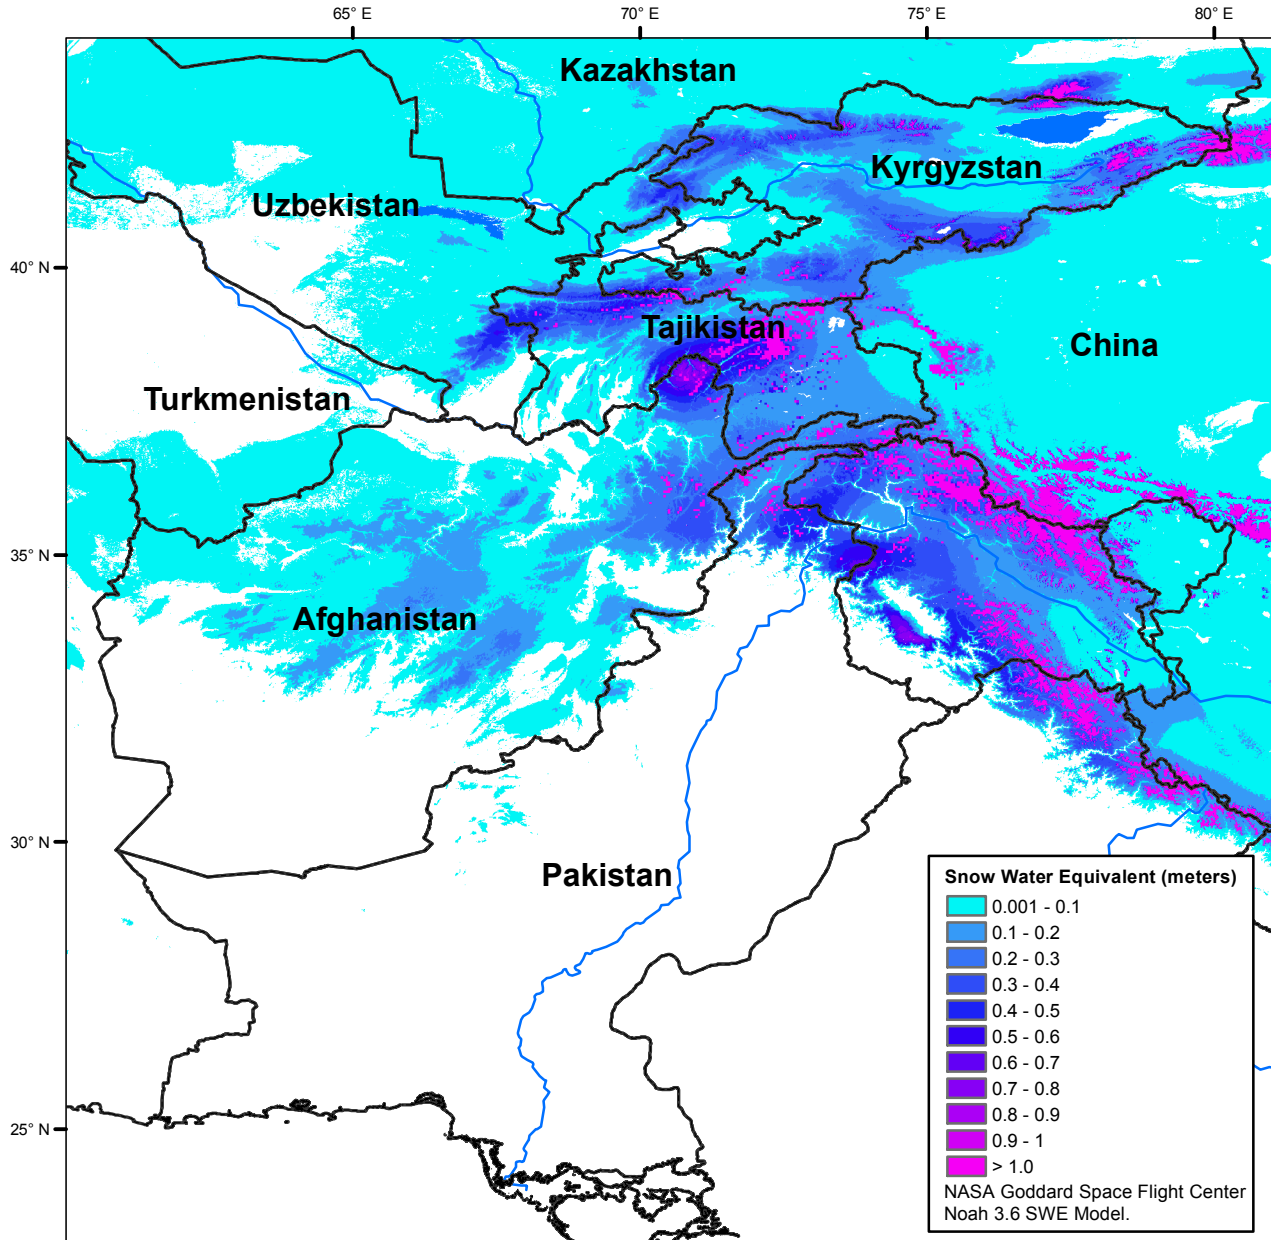 65° E
70° E
75° E
80° E
Kazakhstan
Kyrgyzstan
Uzbekistan
40° N
Tajikistan
China
Turkmenistan
35° N
Afghanistan
30° N
Pakistan
25° N
Snow Water Equivalent (meters)
0.001 - 0.1
0.1 - 0.2
0.2 - 0.3
0.3 - 0.4
0.4 - 0.5
0.5 - 0.6
0.6 - 0.7
0.7 - 0.8
0.8 - 0.9
0.9 - 1
> 1.0
NASA Goddard Space Flight Center
Noah 3.6 SWE Model.